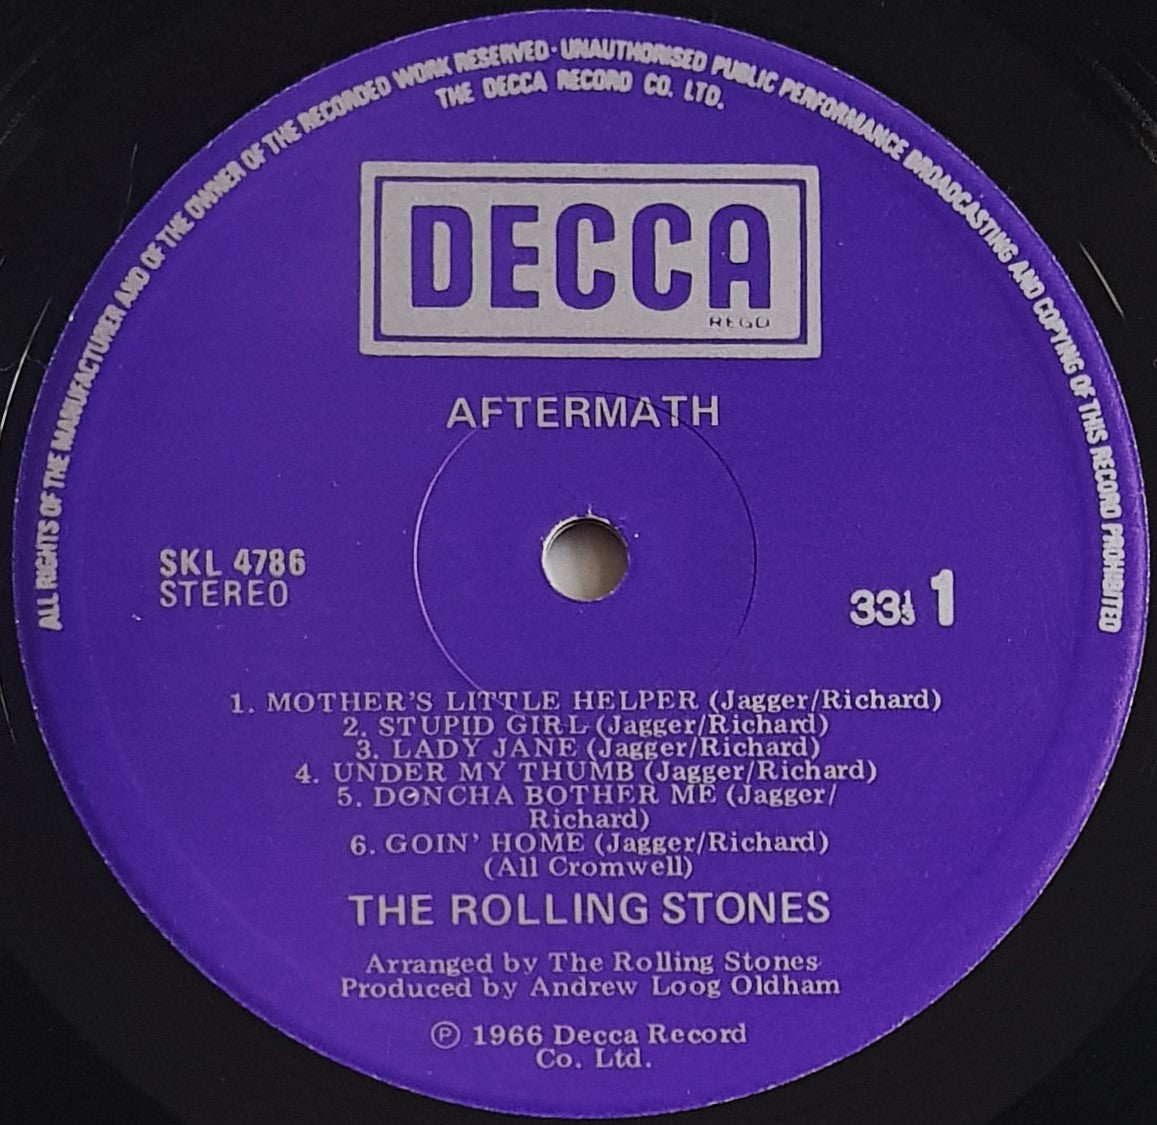 ALL RIGHTS OF THE MANUFACTURER AND OF THE OWNER OF THE RECORDED WORK RESERVED · UNAUTHORISED PUBLIC PERFORMANCE BROADCASTING AND COPYING OF THIS RECORD PROHIBITED
THE DECCA RECORD CO. LTD.
DECCA
REGD
AFTERMATH
SKL 4786
STEREO
33⅓ 1
1. MOTHER'S LITTLE HELPER (Jagger/Richard)
2. STUPID GIRL (Jagger/Richard)
3. LADY JANE (Jagger/Richard)
4. UNDER MY THUMB (Jagger/Richard)
5. DONCHA BOTHER ME (Jagger/
Richard)
6. GOIN' HOME (Jagger/Richard)
(All Cromwell)
THE ROLLING STONES
Arranged by The Rolling Stones
Produced by Andrew Loog Oldham
℗ 1966 Decca Record
Co. Ltd.